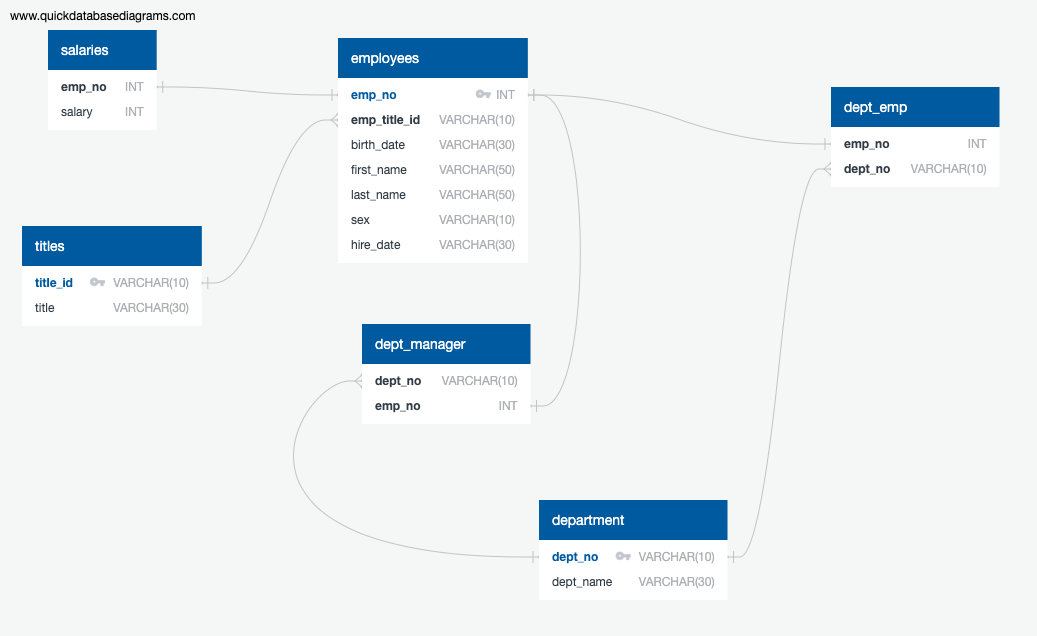 www.quickdatabasediagrams.com
salaries
emp_no INT
salary INT
employees
emp_no INT
emp_title_id VARCHAR(10)
birth_date VARCHAR(30)
first_name VARCHAR(50)
last_name VARCHAR(50)
sex VARCHAR(10)
hire_date VARCHAR(30)
dept_emp
emp_no INT
dept_no VARCHAR(10)
titles
title_id VARCHAR(10)
title VARCHAR(30)
dept_manager
dept_no VARCHAR(10)
emp_no INT
department
dept_no VARCHAR(10)
dept_name VARCHAR(30)